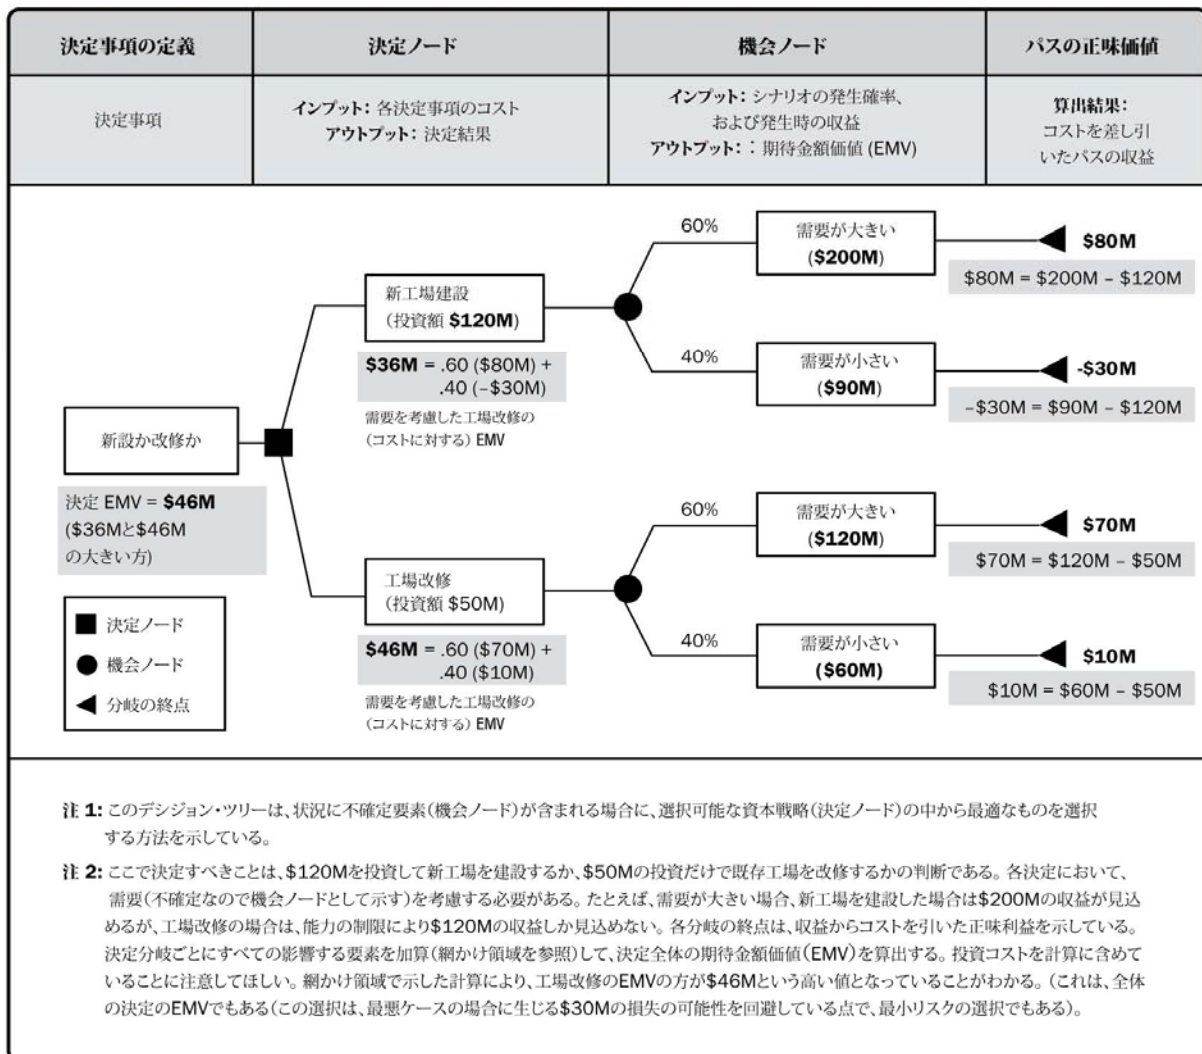 決定事項の定義
決定ノード
機会ノード
パスの正味価値
決定事項
インプット: 各決定事項のコスト
アウトプット: 決定結果
インプット: シナリオの発生確率、
および発生時の収益
アウトプット: : 期待金額価値 (EMV)
算出結果:
コストを差し引
いたパスの収益
新設か改修か
決定 EMV = $46M
($36Mと$46M
の大きい方)
新工場建設
(投資額 $120M)
$36M = .60 ($80M) +
.40 (–$30M)
需要を考慮した工場改修の
(コストに対する) EMV
60%
需要が大きい
($200M)
$80M
$80M = $200M – $120M
40%
需要が小さい
($90M)
-$30M
–$30M = $90M – $120M
工場改修
(投資額 $50M)
$46M = .60 ($70M) +
.40 ($10M)
需要を考慮した工場改修の
(コストに対する) EMV
60%
需要が大きい
($120M)
$70M
$70M = $120M – $50M
40%
需要が小さい
($60M)
$10M
$10M = $60M – $50M
決定ノード
機会ノード
分岐の終点
注 1: このデシジョン・ツリーは、状況に不確定要素(機会ノード)が含まれる場合に、選択可能な資本戦略(決定ノード)の中から最適なものを選択
する方法を示している。
注 2: ここで決定すべきことは、$120Mを投資して新工場を建設するか、$50Mの投資だけで既存工場を改修するかの判断である。各決定において、
需要(不確定なので機会ノードとして示す)を考慮する必要がある。たとえば、需要が大きい場合、新工場を建設した場合は$200Mの収益が見込
めるが、工場改修の場合は、能力の制限により$120Mの収益しか見込めない。各分岐の終点は、収益からコストを引いた正味利益を示している。
決定分岐ごとにすべての影響する要素を加算(網かけ領域を参照)して、決定全体の期待金額価値(EMV)を算出する。投資コストを計算に含めて
いることに注意してほしい。網かけ領域で示した計算により、工場改修のEMVの方が$46Mという高い値となっていることがわかる。(これは、全体
の決定のEMVでもある(この選択は、最悪ケースの場合に生じる$30Mの損失の可能性を回避している点で、最小リスクの選択でもある)。